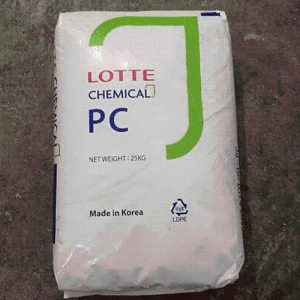 LOTTE
CHEMICAL
PC
NET WEIGHT : 25KG
Made in Korea
LDPE